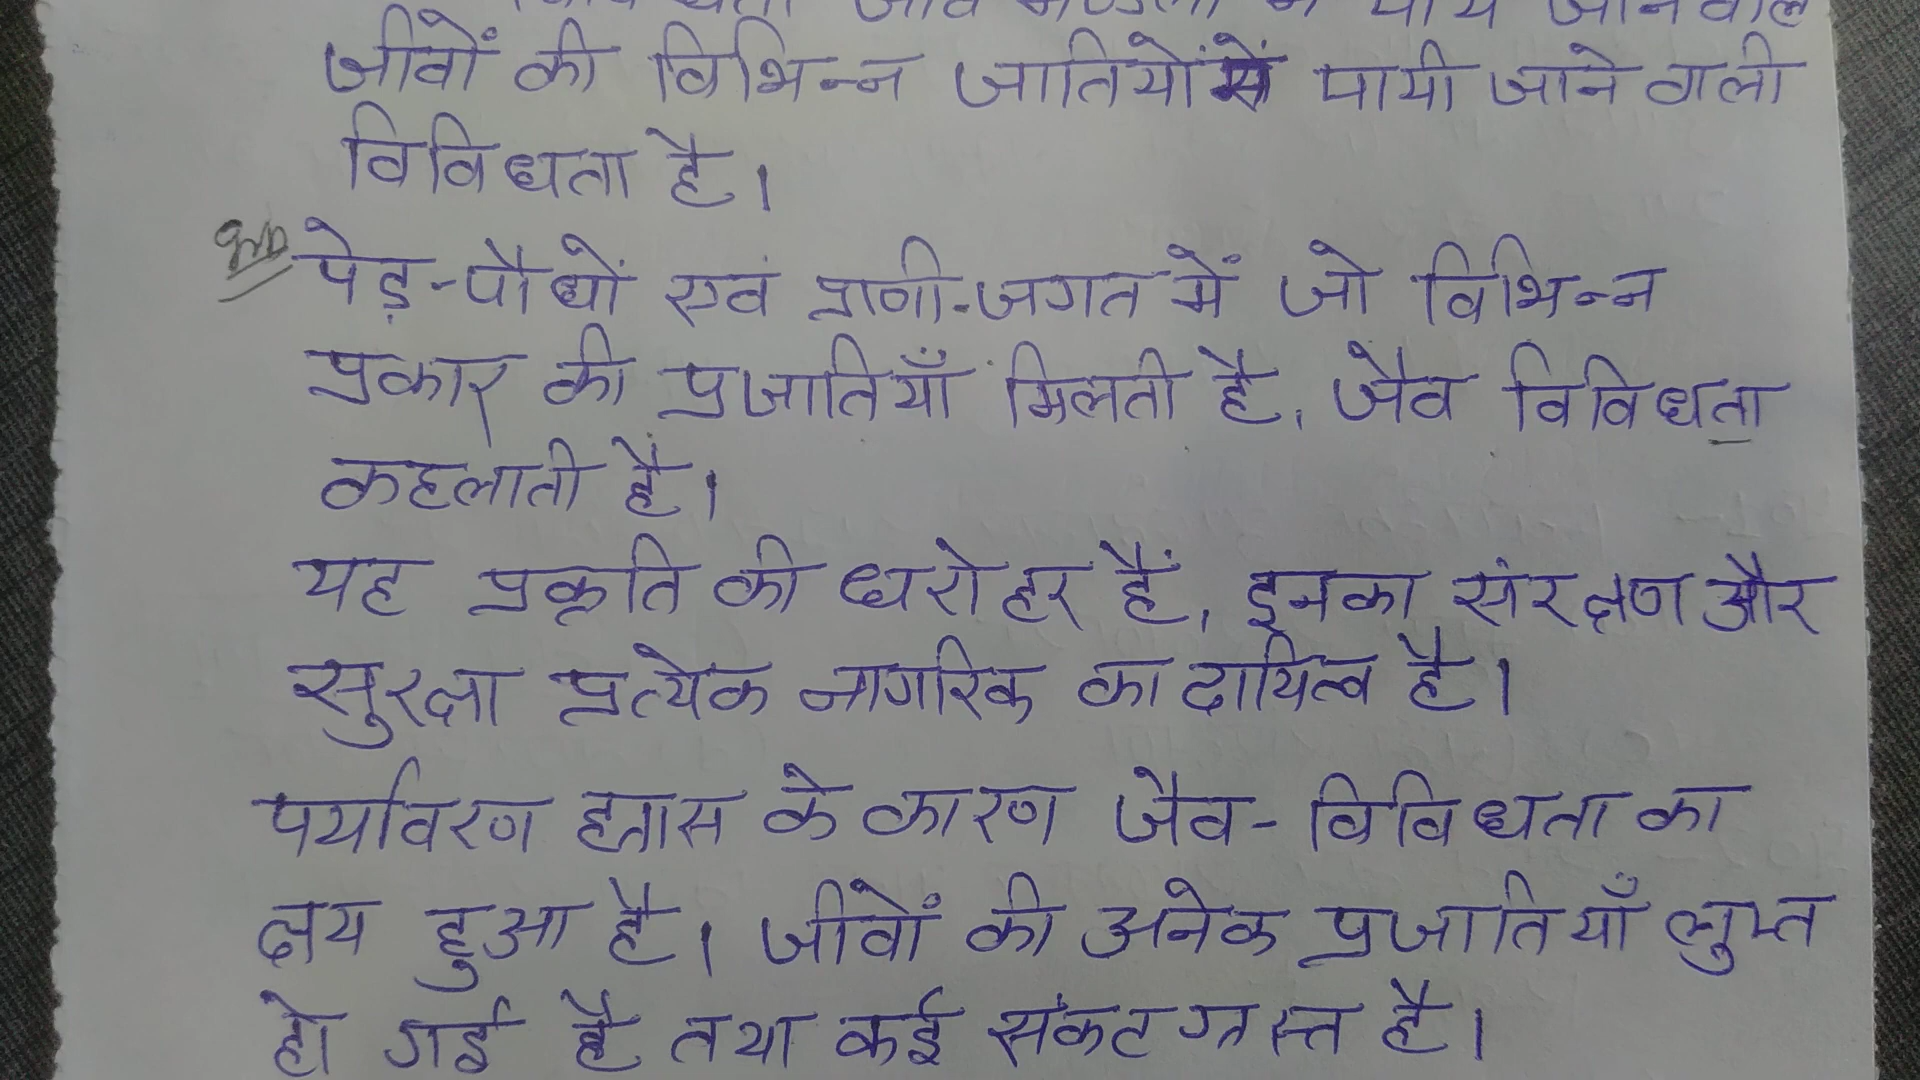 जीवों की विभिन्न जातियों में पायी जाने वाली
विविधता है।
पेड़-पौधों एवं प्राणी-जगत में जो विभिन्न
प्रकार की प्रजातियाँ मिलती है, जैव विविधता
कहलाती हैं।
यह प्रकृति की धरोहर हैं, इनका संरक्षण और
सुरक्षा प्रत्येक नागरिक का दायित्व है।
पर्यावरण ह्नास के कारण जैव-विविधता का
क्षय हुआ है। जीवों की अनेक प्रजातियाँ लुप्त
हो गई है तथा कई संकटग्रस्त है।